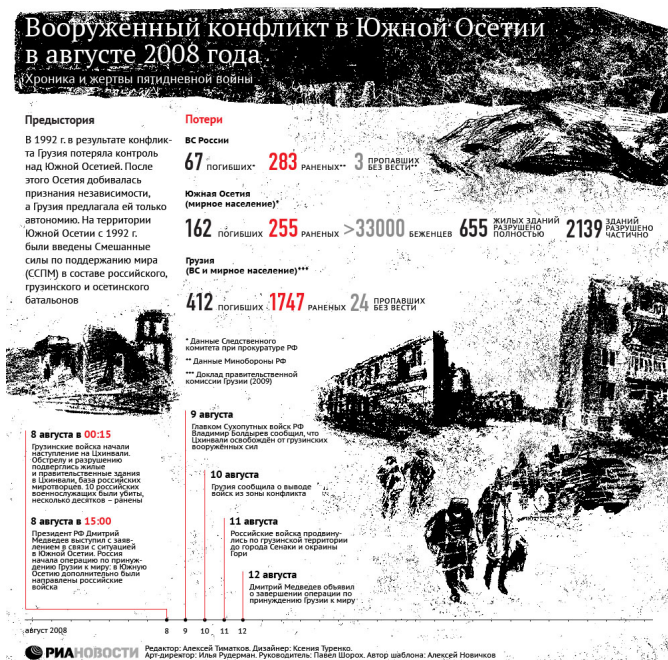 Вооружённый конфликт в Южной Осетии
в августе 2008 года
Хроника и жертвы пятидневной войны
Предыстория
В 1992 г. в результате конфлик-
та Грузия потеряла контроль
над Южной Осетией. После
этого Осетия добивалась
признания независимости,
а Грузия предлагала ей только
автономию. На территории
Южной Осетии с 1992 г.
были введены Смешанные
силы по поддержанию мира
(ССПМ) в составе российского,
грузинского и осетинского
батальонов
Потери
ВС России
67 ПОГИБШИХ* 283 РАНЕНЫХ** 3 ПРОПАВШИХ БЕЗ ВЕСТИ**
Южная Осетия
(мирное население)*
162 ПОГИБШИХ 255 РАНЕНЫХ >33000 БЕЖЕНЦЕВ 655 ЖИЛЫХ ЗДАНИЙ РАЗРУШЕНО ПОЛНОСТЬЮ 2139 ЗДАНИЙ РАЗРУШЕНО ЧАСТИЧНО
Грузия
(ВС и мирное население)***
412 ПОГИБШИХ 1747 РАНЕНЫХ 24 ПРОПАВШИХ БЕЗ ВЕСТИ
* Данные Следственного
комитета при прокуратуре РФ
** Данные Минобороны РФ
*** Доклад правительственной
комиссии Грузии (2009)
8 августа в 00:15
Грузинские войска начали
наступление на Цхинвали.
Обстрелу и разрушению
подверглись жилые
и правительственные здания
в Цхинвали, база российских
миротворцев. 10 российских
военнослужащих были убиты,
несколько десятков – ранены
8 августа в 15:00
Президент РФ Дмитрий
Медведев выступил с заяв-
лением в связи с ситуацией
в Южной Осетии. Россия
начала операцию по принуж-
дению Грузии к миру: в Южную
Осетию дополнительно были
направлены российские
войска
9 августа
Главком Сухопутных войск РФ
Владимир Болдырев сообщил, что
Цхинвали освобождён от грузинских
вооружённых сил
10 августа
Грузия сообщила о выводе
войск из зоны конфликта
11 августа
Российские войска продвину-
лись по грузинской территории
до города Сенаки и окраины
Гори
12 августа
Дмитрий Медведев объявил
о завершении операции по
принуждению Грузии к миру
август 2008 8 9 10 11 12
РИАНОВОСТИ
Редактор: Алексей Тиматков. Дизайнер: Ксения Туренко.
Арт-директор: Илья Рудерман. Руководитель: Павел Шорох. Автор шаблона: Алексей Новичков